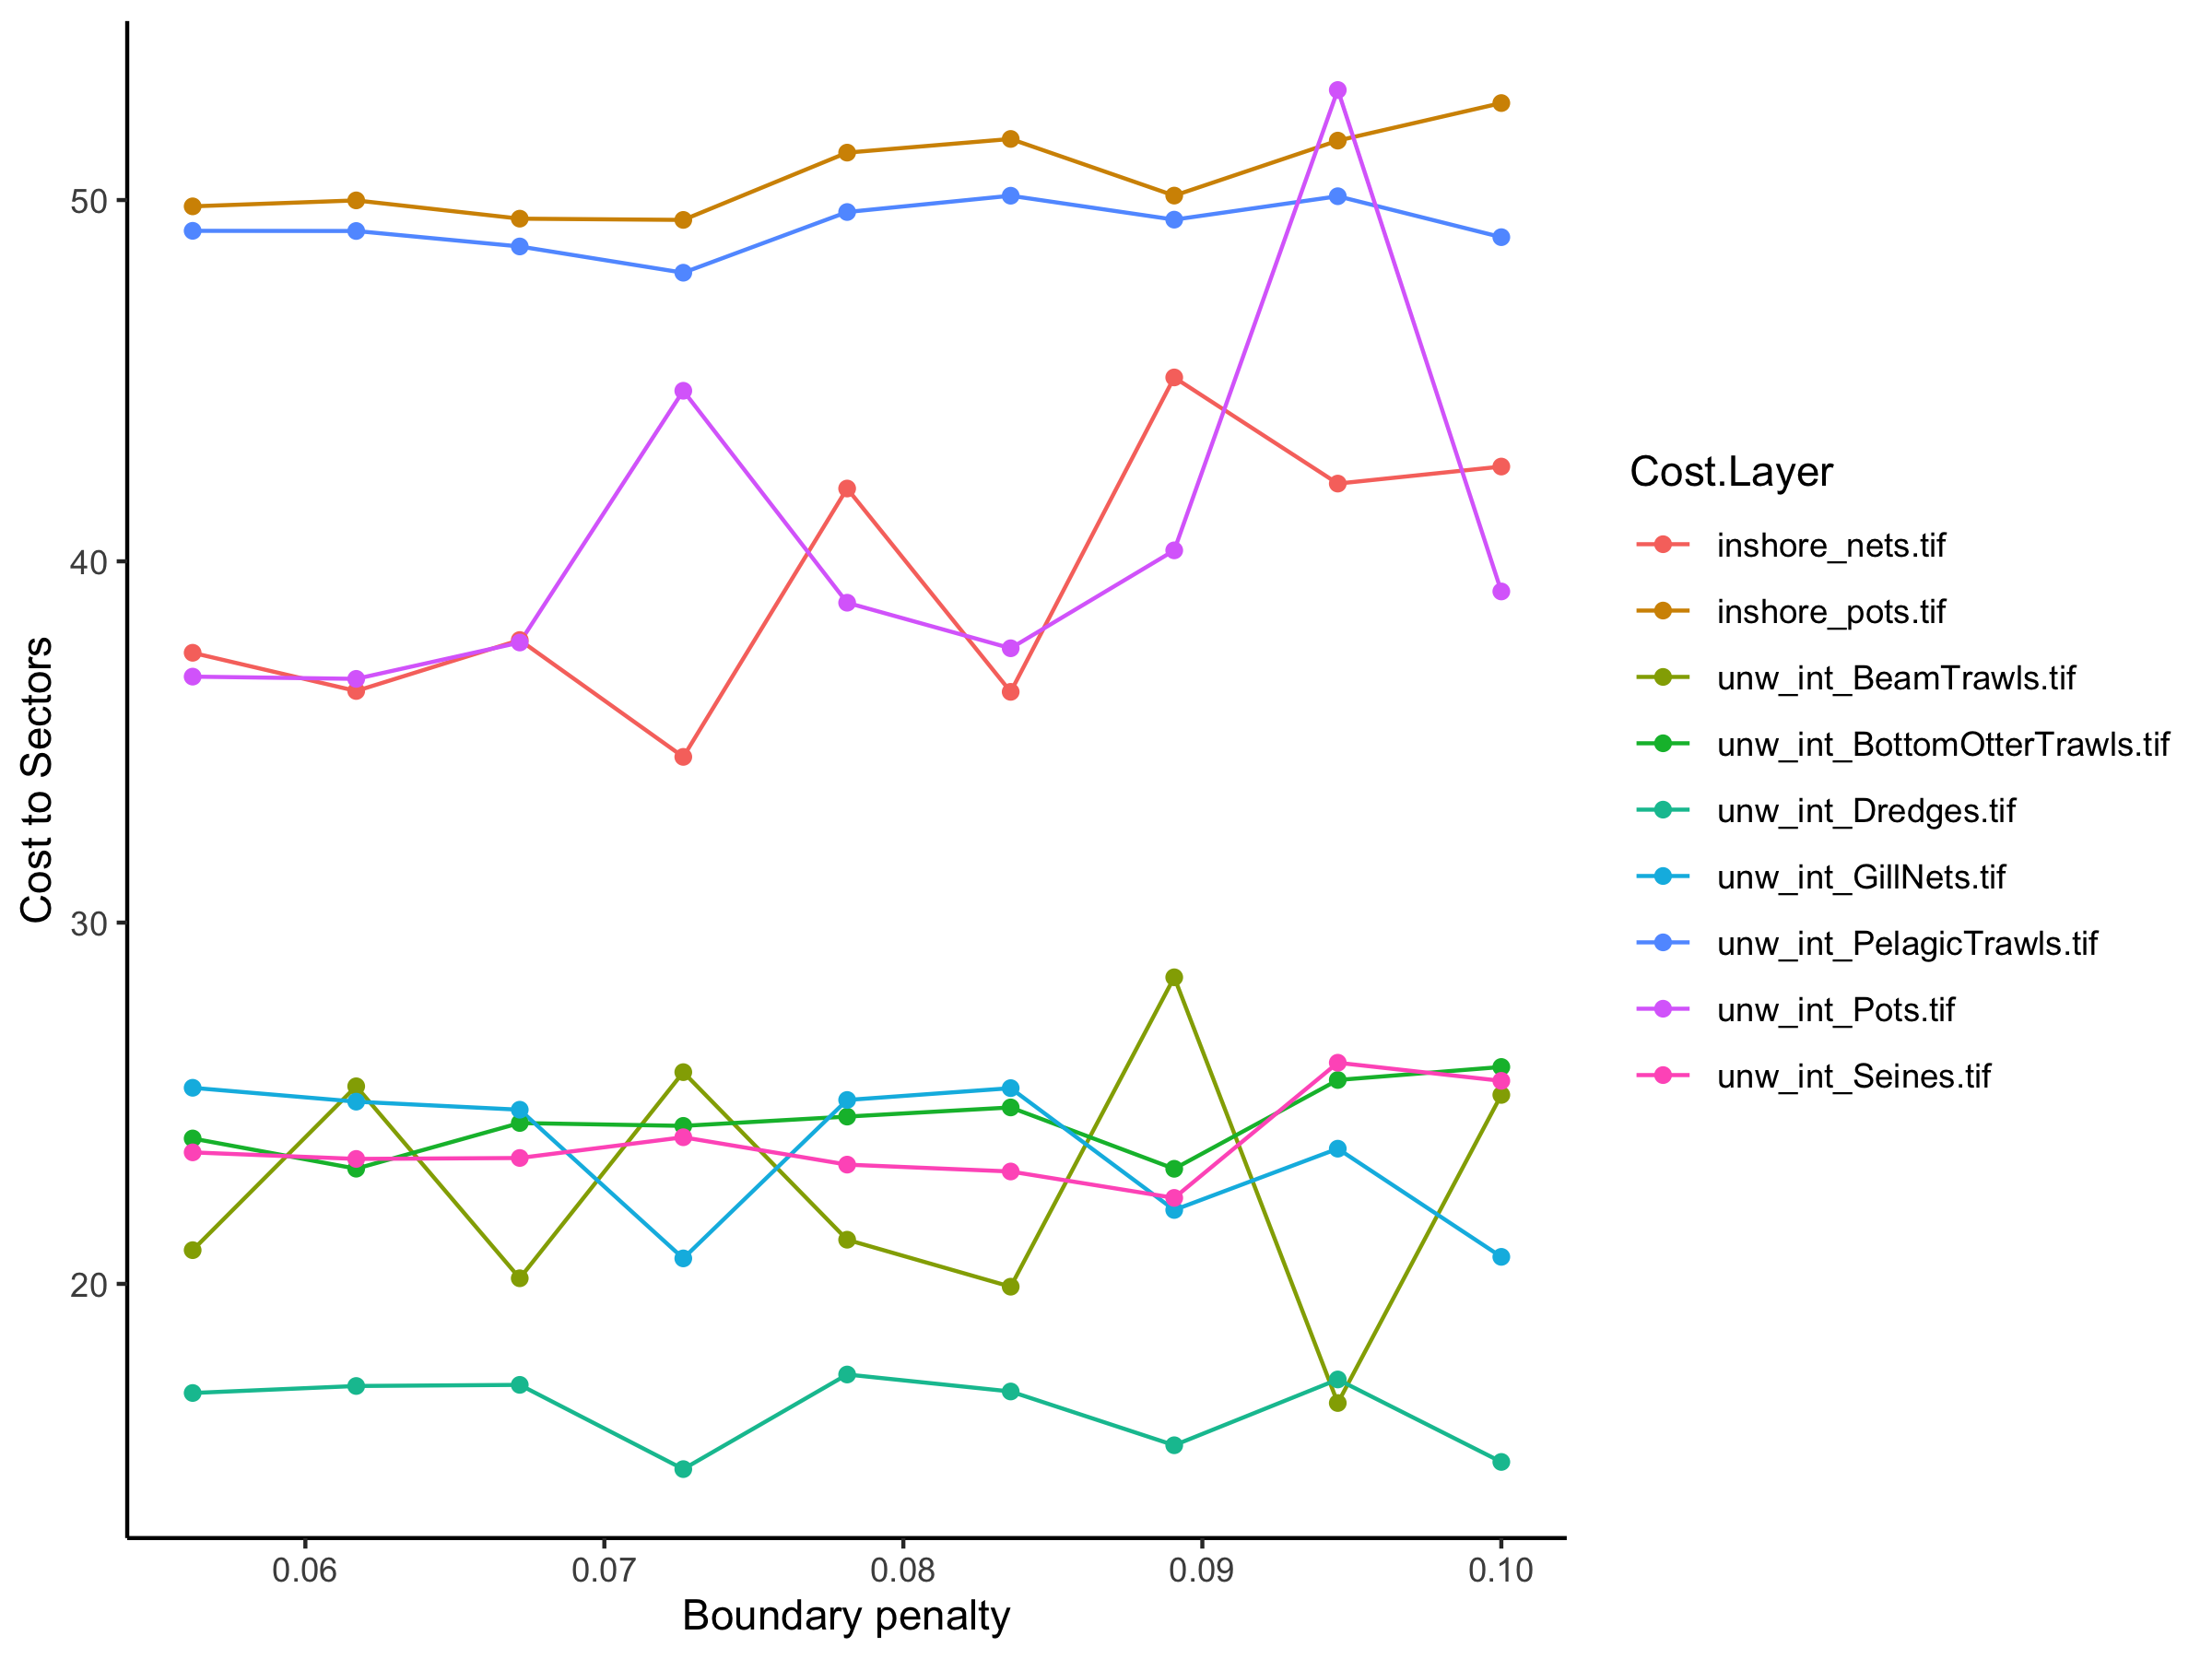 Cost to Sectors
50
40
30
20
0.06
0.07
0.08
0.09
0.10
Boundary penalty
Cost.Layer
inshore_nets.tif
inshore_pots.tif
unw_int_BeamTrawls.tif
unw_int_BottomOtterTrawls.tif
unw_int_Dredges.tif
unw_int_GillNets.tif
unw_int_PelagicTrawls.tif
unw_int_Pots.tif
unw_int_Seines.tif